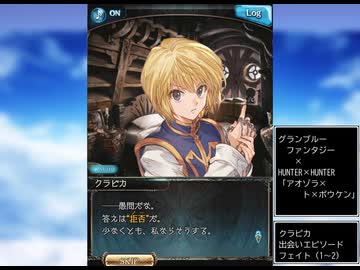 ON
Log
クラピカ
――愚問だな。
答えは“拒否”だ。
少なくとも、私ならそうする。
Skip
グランブルー
ファンタジー
×
HUNTER×HUNTER
「アオゾラ×
ト×ボウケン」
クラピカ
出会いエピソード
フェイト（1～2）